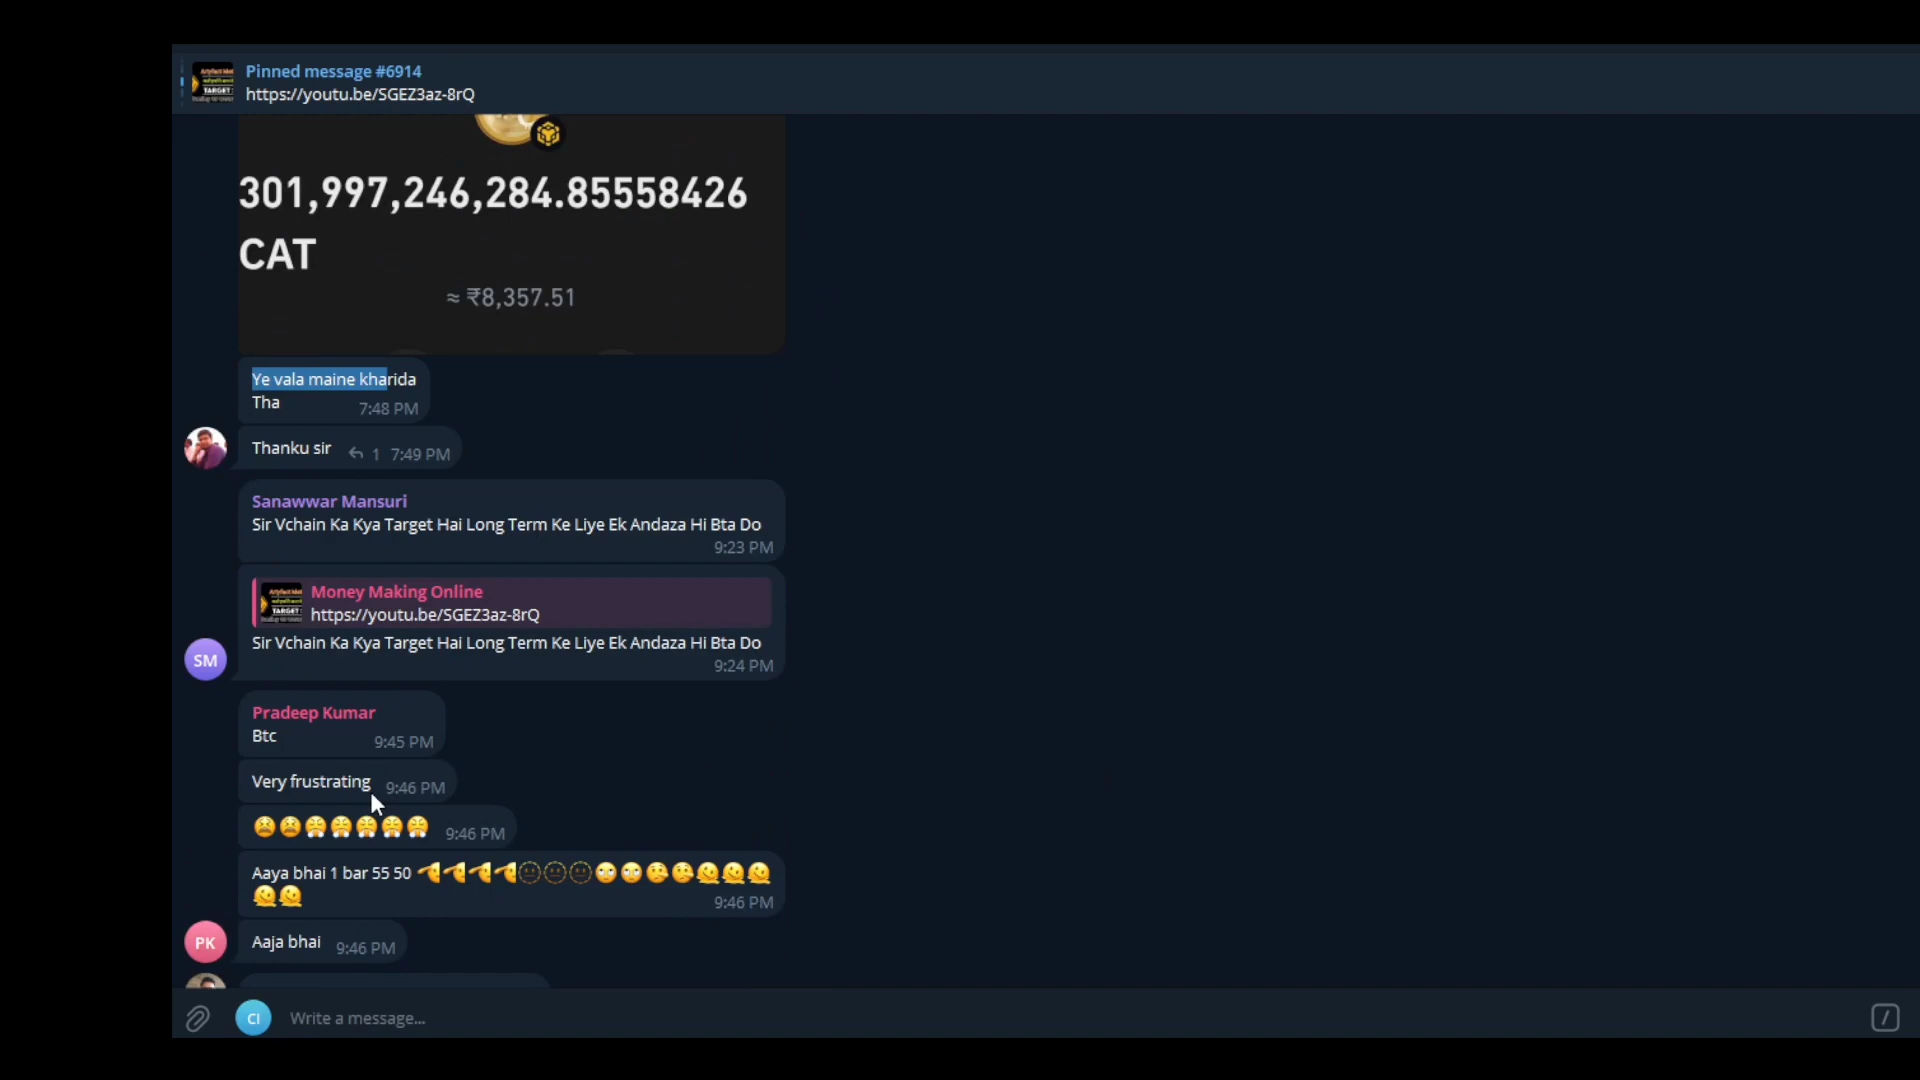 Pinned message #6914
https://youtu.be/SGEZ3az-8rQ
301,997,246,284.85558426
CAT
≈ ₹8,357.51
Ye vala maine kharida
Tha 7:48 PM
Thanku sir 1 7:49 PM
Sanawwar Mansuri
Sir Vchain Ka Kya Target Hai Long Term Ke Liye Ek Andaza Hi Bta Do
9:23 PM
Money Making Online
https://youtu.be/SGEZ3az-8rQ
Sir Vchain Ka Kya Target Hai Long Term Ke Liye Ek Andaza Hi Bta Do
SM
9:24 PM
Pradeep Kumar
Btc 9:45 PM
Very frustrating 9:46 PM
9:46 PM
Aaya bhai 1 bar 55 50
9:46 PM
PK Aaja bhai 9:46 PM
CI Write a message...